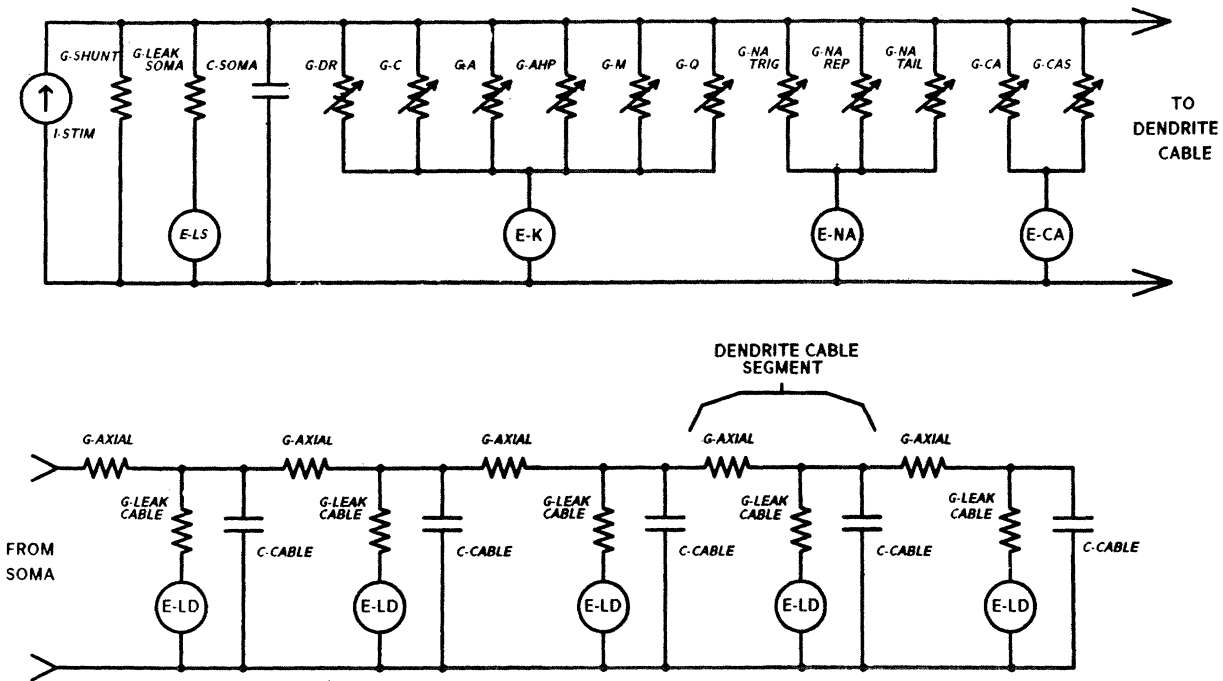 G-SHUNT
G-LEAK
SOMA
C-SOMA
G-DR
G-C
G-A
G-AHP
G-M
G-Q
G-NA
TRIG
G-NA
REP
G-NA
TAIL
G-CA
G-CAS
I-STIM
TO
DENDRITE
CABLE
E-LS
E-K
E-NA
E-CA
DENDRITE CABLE
SEGMENT
G-AXIAL
G-AXIAL
G-AXIAL
G-AXIAL
G-AXIAL
G-LEAK
CABLE
G-LEAK
CABLE
G-LEAK
CABLE
G-LEAK
CABLE
G-LEAK
CABLE
C-CABLE
C-CABLE
C-CABLE
C-CABLE
C-CABLE
FROM
SOMA
E-LD
E-LD
E-LD
E-LD
E-LD